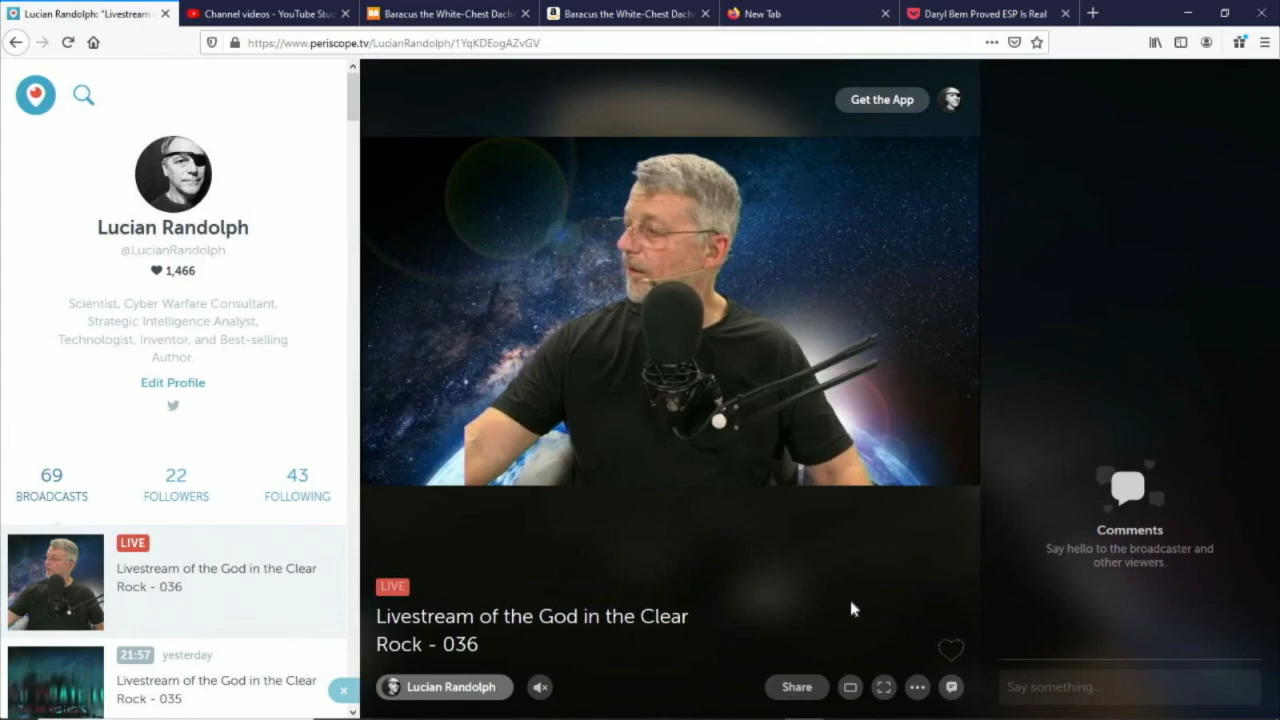 Lucian Randolph: "Livestream
Channel videos - YouTube Stu
Baracus the White-Chest Dach
Baracus the White-Chest Dach
New Tab
Daryl Bem Proved ESP Is Real
https://www.periscope.tv/LucianRandolph/1YqKDEogAZvGV
Get the App
Lucian Randolph
@LucianRandolph
1,466
Scientist, Cyber Warfare Consultant,
Strategic Intelligence Analyst,
Technologist, Inventor, and Best-selling
Author.
Edit Profile
69
BROADCASTS
22
FOLLOWERS
43
FOLLOWING
LIVE
Livestream of the God in the Clear
Rock - 036
21:57 yesterday
Livestream of the God in the Clear
Rock - 035
LIVE
Livestream of the God in the Clear
Rock - 036
Lucian Randolph
Share
Comments
Say hello to the broadcaster and
other viewers.
Say something...